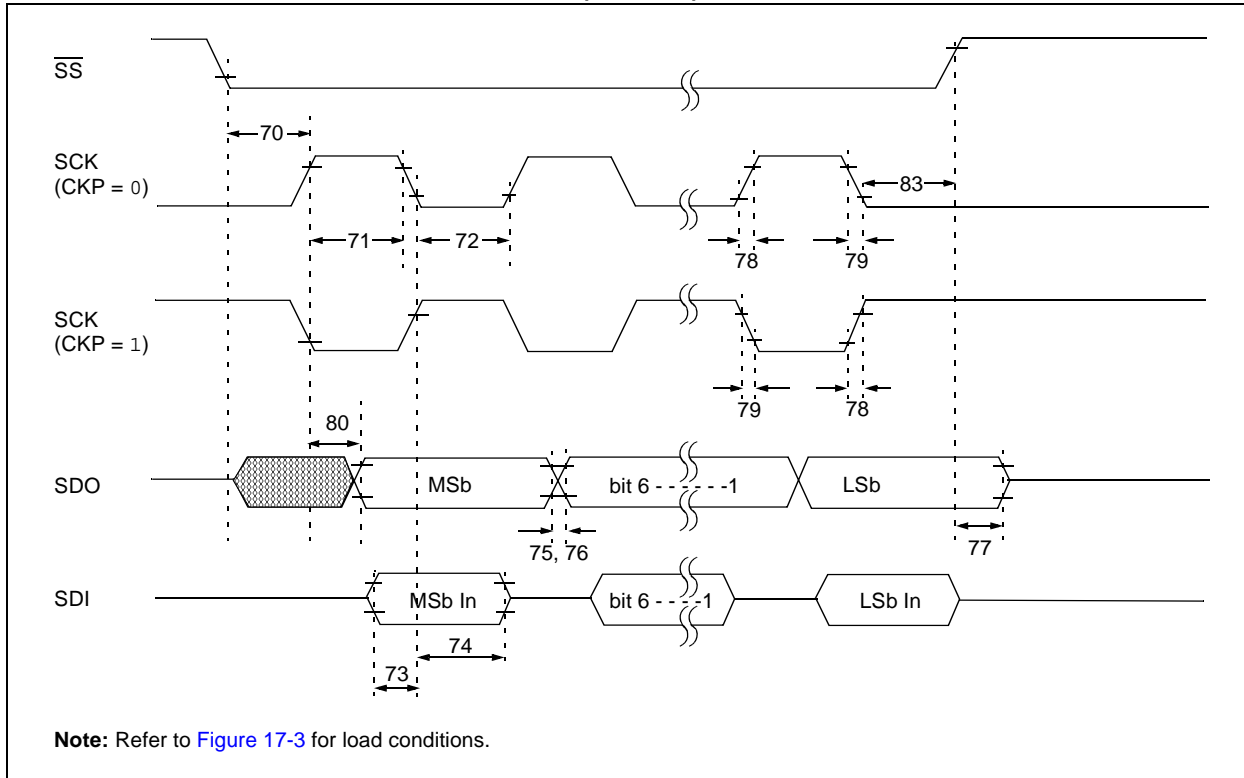 SS
70
SCK
(CKP = 0)
83
71
72
78
79
SCK
(CKP = 1)
79
78
80
SDO
MSb
bit 6 - - - - - -1
LSb
75, 76
77
SDI
MSb In
bit 6 - - - -1
LSb In
74
73
Note: Refer to Figure 17-3 for load conditions.